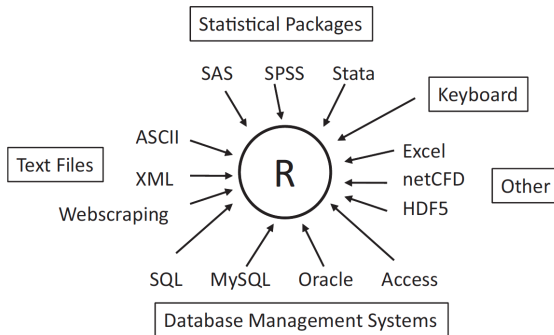 Statistical Packages
SAS SPSS Stata
Keyboard
ASCII
Text Files
XML
Webscraping
R
Excel
netCFD
HDF5
Other
SQL MySQL Oracle Access
Database Management Systems